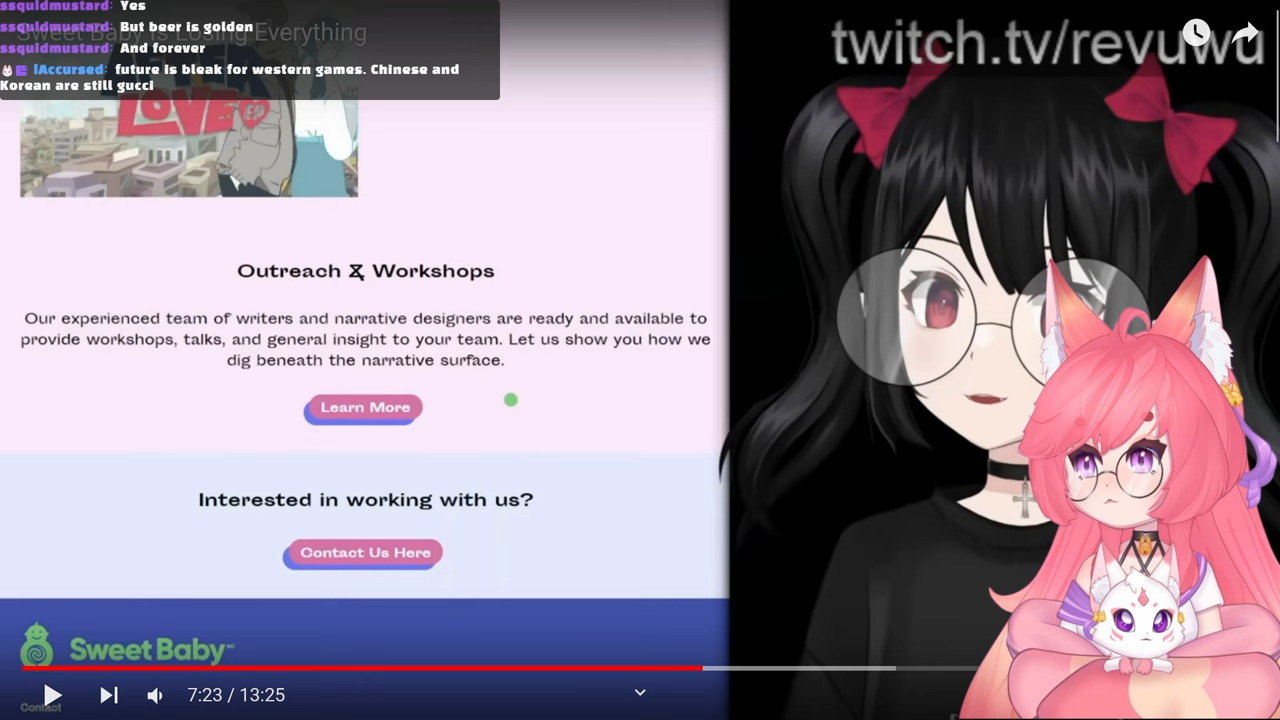 ssquidmustard: Yes
ssquidmustard: But beer is golden
Sweet Baby Is Losing Everything
ssquidmustard: And forever
lAccursed: future is bleak for western games. Chinese and
Korean are still gucci
twitch.tv/revuwu
LOVE
EP
Outreach & Workshops
Our experienced team of writers and narrative designers are ready and available to
provide workshops, talks, and general insight to your team. Let us show you how we
dig beneath the narrative surface.
Learn More
Interested in working with us?
Contact Us Here
Sweet Baby
7:23 / 13:25
Contact